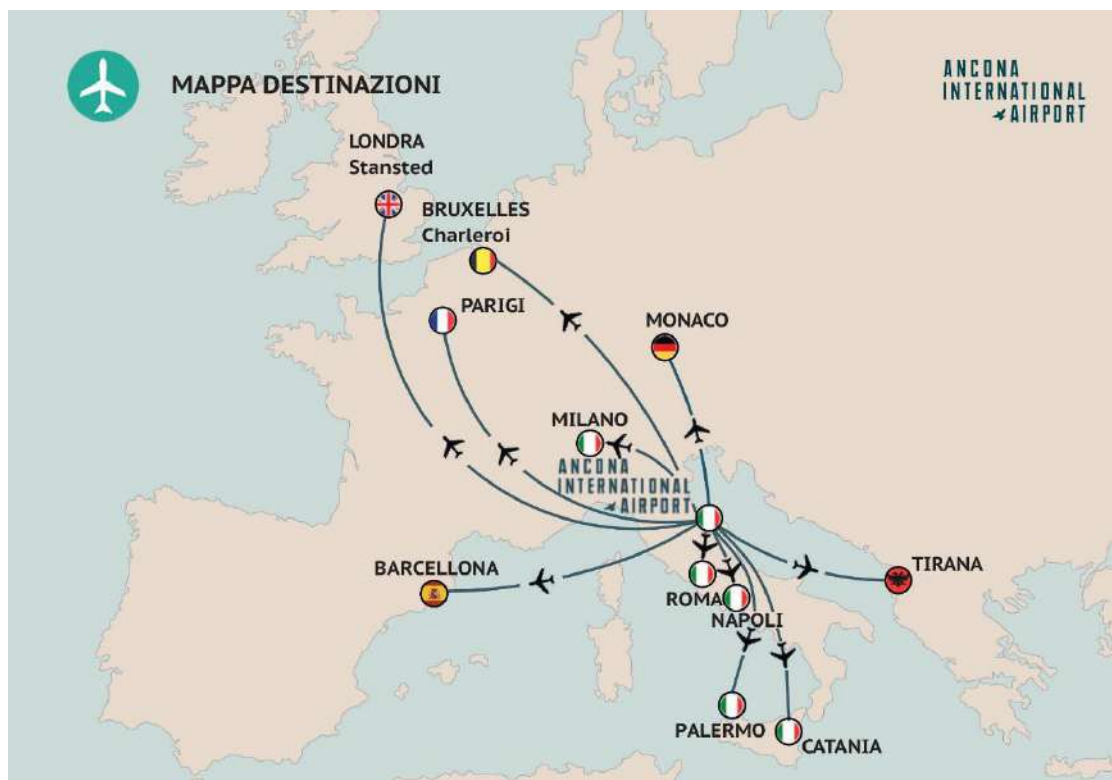 MAPPA DESTINAZIONI
ANCONA
INTERNATIONAL
AIRPORT
LONDRA
Stansted
BRUXELLES
Charleroi
PARIGI
MONACO
MILANO
ANCONA
INTERNATIONAL
AIRPORT
BARCELLONA
TIRANA
ROMA
NAPOLI
PALERMO
CATANIA